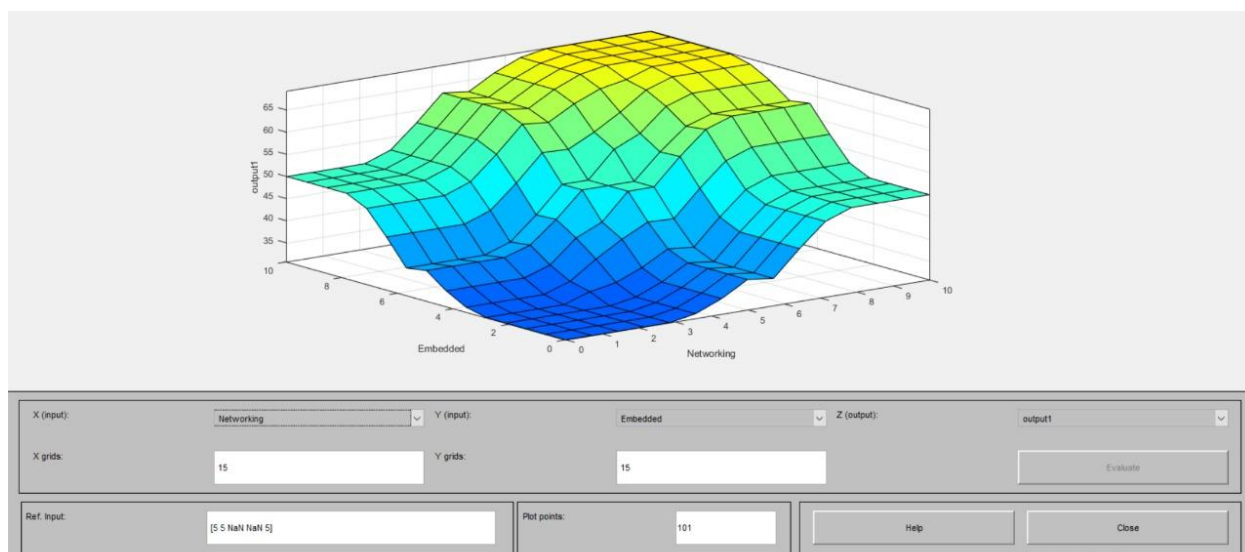 65
60
55
50
45
40
35
output1
10
8
6
4
2
0
Embedded
0
1
2
3
4
5
6
7
8
9
10
Networking
X (input):
Networking
Y (input):
Embedded
Z (output):
output1
X grids:
15
Y grids:
15
Evaluate
Ref. Input:
[5 5 NaN NaN 5]
Plot points:
101
Help
Close